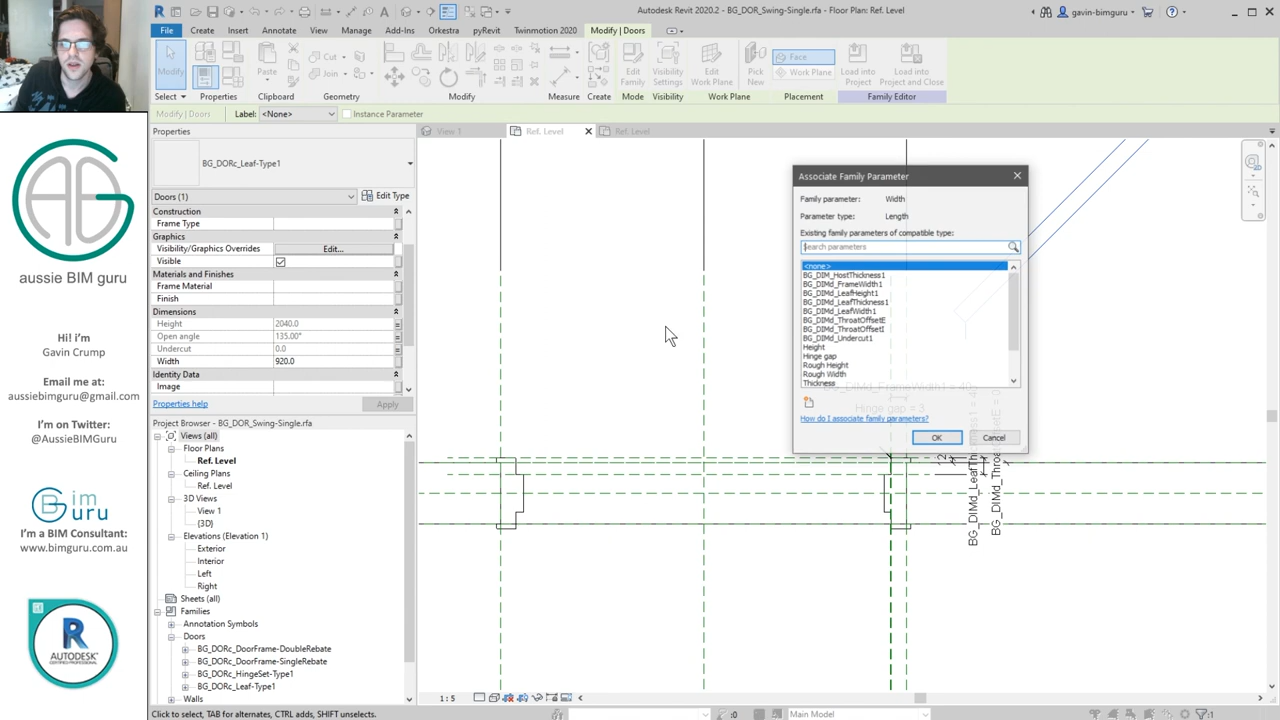 Autodesk Revit 2020.2 - BG_DOR_Swing-Single.rfa - Floor Plan: Ref. Level
gavin-bimguru
File Create Insert Annotate View Manage Add-Ins Orkestra pyRevit Twinmotion 2020 Modify | Doors
Modify
Paste
Cut
Join
Edit Family
Visibility Settings
Edit Work Plane
Pick New
Face
Work Plane
Load into Project
Load into Project and Close
Select Properties Clipboard Geometry Modify Measure Create Mode Visibility Work Plane Placement Family Editor
Modify | Doors
Label: <None>
Instance Parameter
Properties
BG_DORc_Leaf-Type1
Doors (1)
Edit Type
Construction
Frame Type
Graphics
Visibility/Graphics Overrides Edit...
Visible
Materials and Finishes
Frame Material
Finish
Dimensions
Height 2040.0
Open angle 135.00°
Undercut 0.0
Width 920.0
Identity Data
Image
Properties help
Apply
Project Browser - BG_DOR_Swing-Single.rfa
Views (all)
Floor Plans
Ref. Level
Ceiling Plans
Ref. Level
3D Views
View 1
{3D}
Elevations (Elevation 1)
Exterior
Interior
Left
Right
Sheets (all)
Families
Annotation Symbols
Doors
BG_DORc_DoorFrame-DoubleRebate
BG_DORc_DoorFrame-SingleRebate
BG_DORc_HingeSet-Type1
BG_DORc_Leaf-Type1
Walls
View 1
Ref. Level
Ref. Level
Associate Family Parameter
Family parameter: Width
Parameter type: Length
Existing family parameters of compatible type:
Search parameters
<none>
BG_DIM_HostThickness1
BG_DIMd_FrameWidth1
BG_DIMd_LeafHeight1
BG_DIMd_LeafThickness1
BG_DIMd_LeafWidth1
BG_DIMd_ThroatOffsetE
BG_DIMd_ThroatOffsetI
BG_DIMd_Undercut1
Height
Hinge gap
Rough Height
Rough Width
Thickness
How do I associate family parameters?
OK
Cancel
Hinge gap = 3
aussie BIM guru
Hi! i'm
Gavin Crump
Email me at:
aussiebimguru@gmail.com
I'm on Twitter:
@AussieBIMGuru
Bim
Guru
I'm a BIM Consultant:
www.bimguru.com.au
R
AUTODESK
CERTIFIED PROFESSIONAL
1 : 5
Click to select, TAB for alternates, CTRL adds, SHIFT unselects.
:0
Main Model
:1